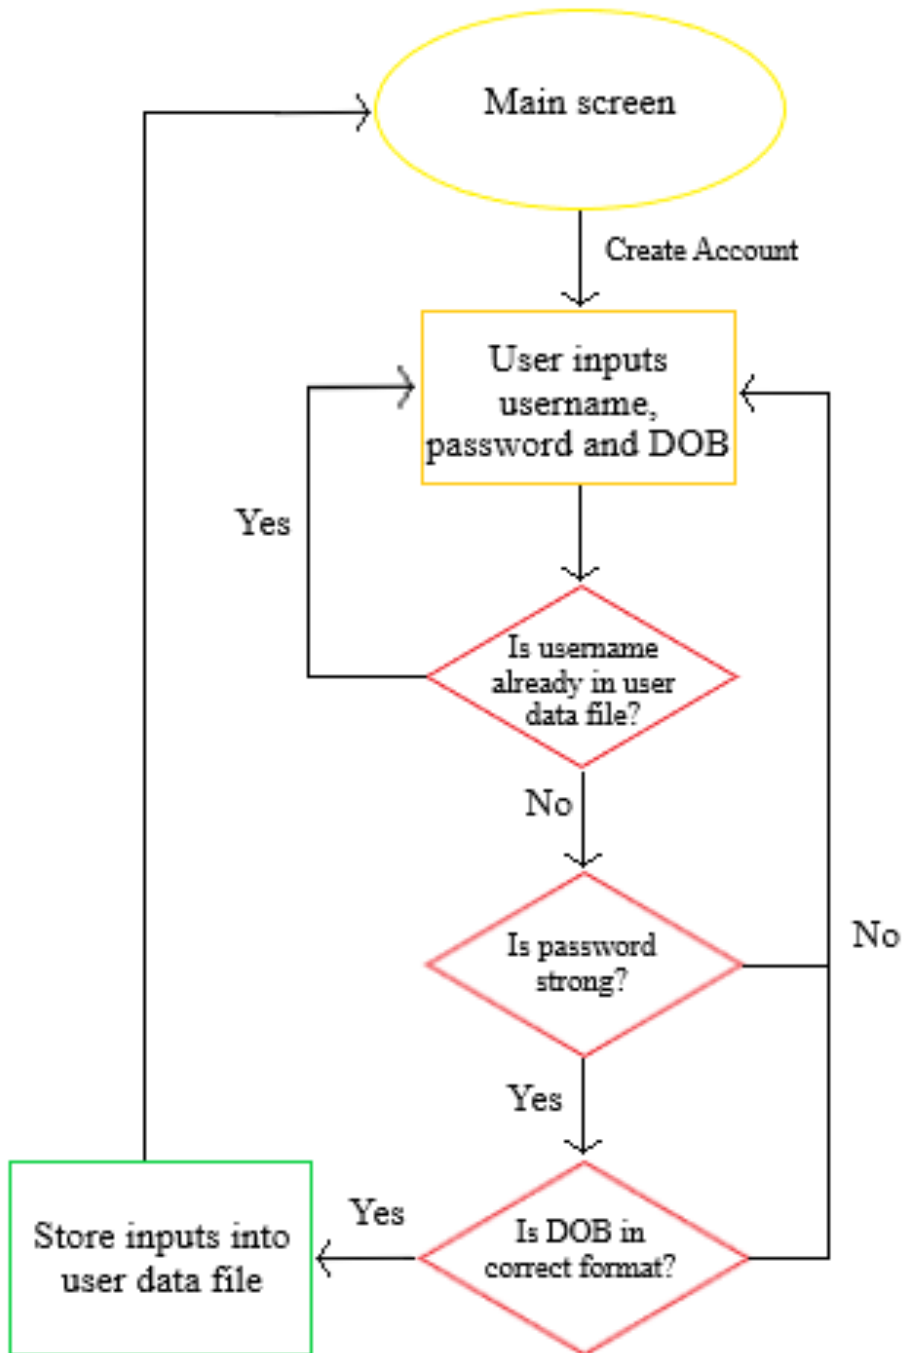 Main screen
Create Account
User inputs
username,
password and DOB
Yes
Is username
already in user
data file?
No
Is password
strong?
No
Yes
Is DOB in
correct format?
Yes
Store inputs into
user data file